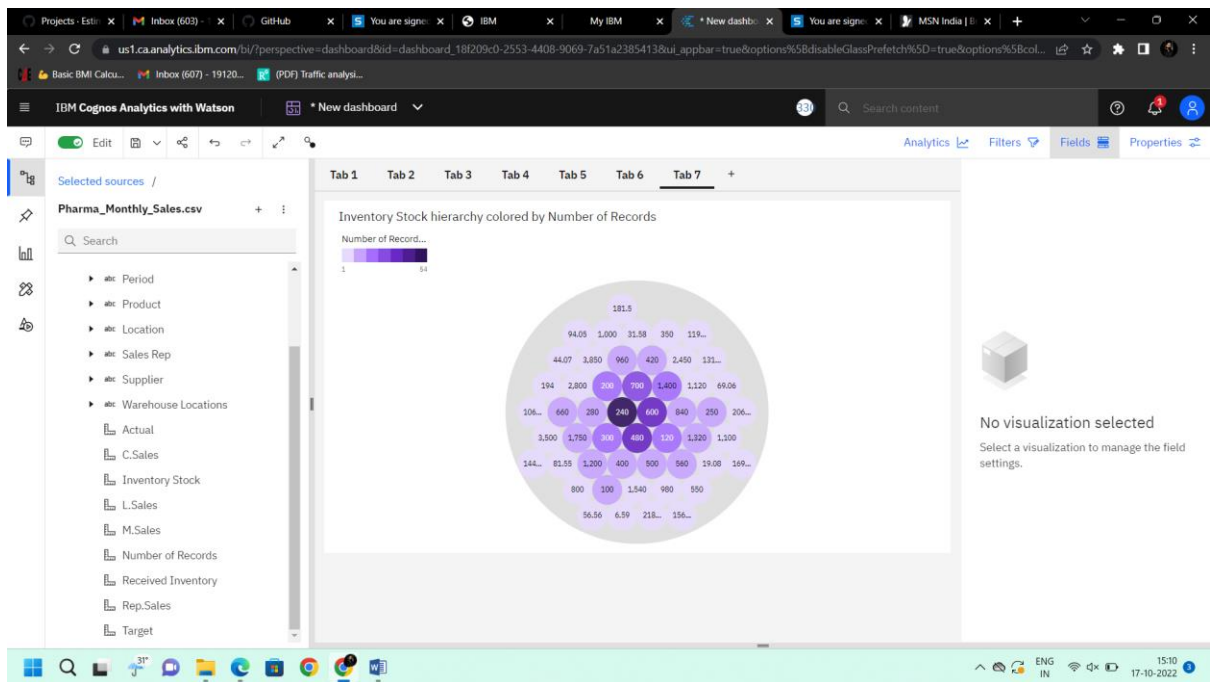 Projects - Estim
M Inbox (603) -
GitHub
You are signe
IBM
My IBM
* New dashbo
You are signe
MSN India | B
us1.ca.analytics.ibm.com/bi/?perspective=dashboard&id=dashboard_18f209c0-2553-4408-9069-7a51a2385413&ui_appbar=true&options%5BdisableGlassPrefetch%5D=true&options%5Bcol...
Basic BMI Calcu...
Inbox (607) - 19120...
(PDF) Traffic analysi...
IBM Cognos Analytics with Watson
* New dashboard
Search content
Edit
Analytics
Filters
Fields
Properties
Selected sources /
Tab 1 Tab 2 Tab 3 Tab 4 Tab 5 Tab 6 Tab 7 +
Pharma_Monthly_Sales.csv
Search
abc Period
abc Product
abc Location
abc Sales Rep
abc Supplier
abc Warehouse Locations
Actual
C.Sales
Inventory Stock
L.Sales
M.Sales
Number of Records
Received Inventory
Rep.Sales
Target
Inventory Stock hierarchy colored by Number of Records
Number of Record...
1 54
181.5
94.05 1,000 31.58 350 119...
44.07 3,850 960 420 2,450 131...
194 2,800 200 700 1,400 1,120 69.06
106... 660 280 240 600 840 250 206...
3,500 1,750 300 480 120 1,320 1,100
144... 81.55 1,200 400 500 560 19.08 169...
800 100 1,540 980 550
56.56 6.59 218... 156...
No visualization selected
Select a visualization to manage the field
settings.
31°
ENG
IN
15:10
17-10-2022
3